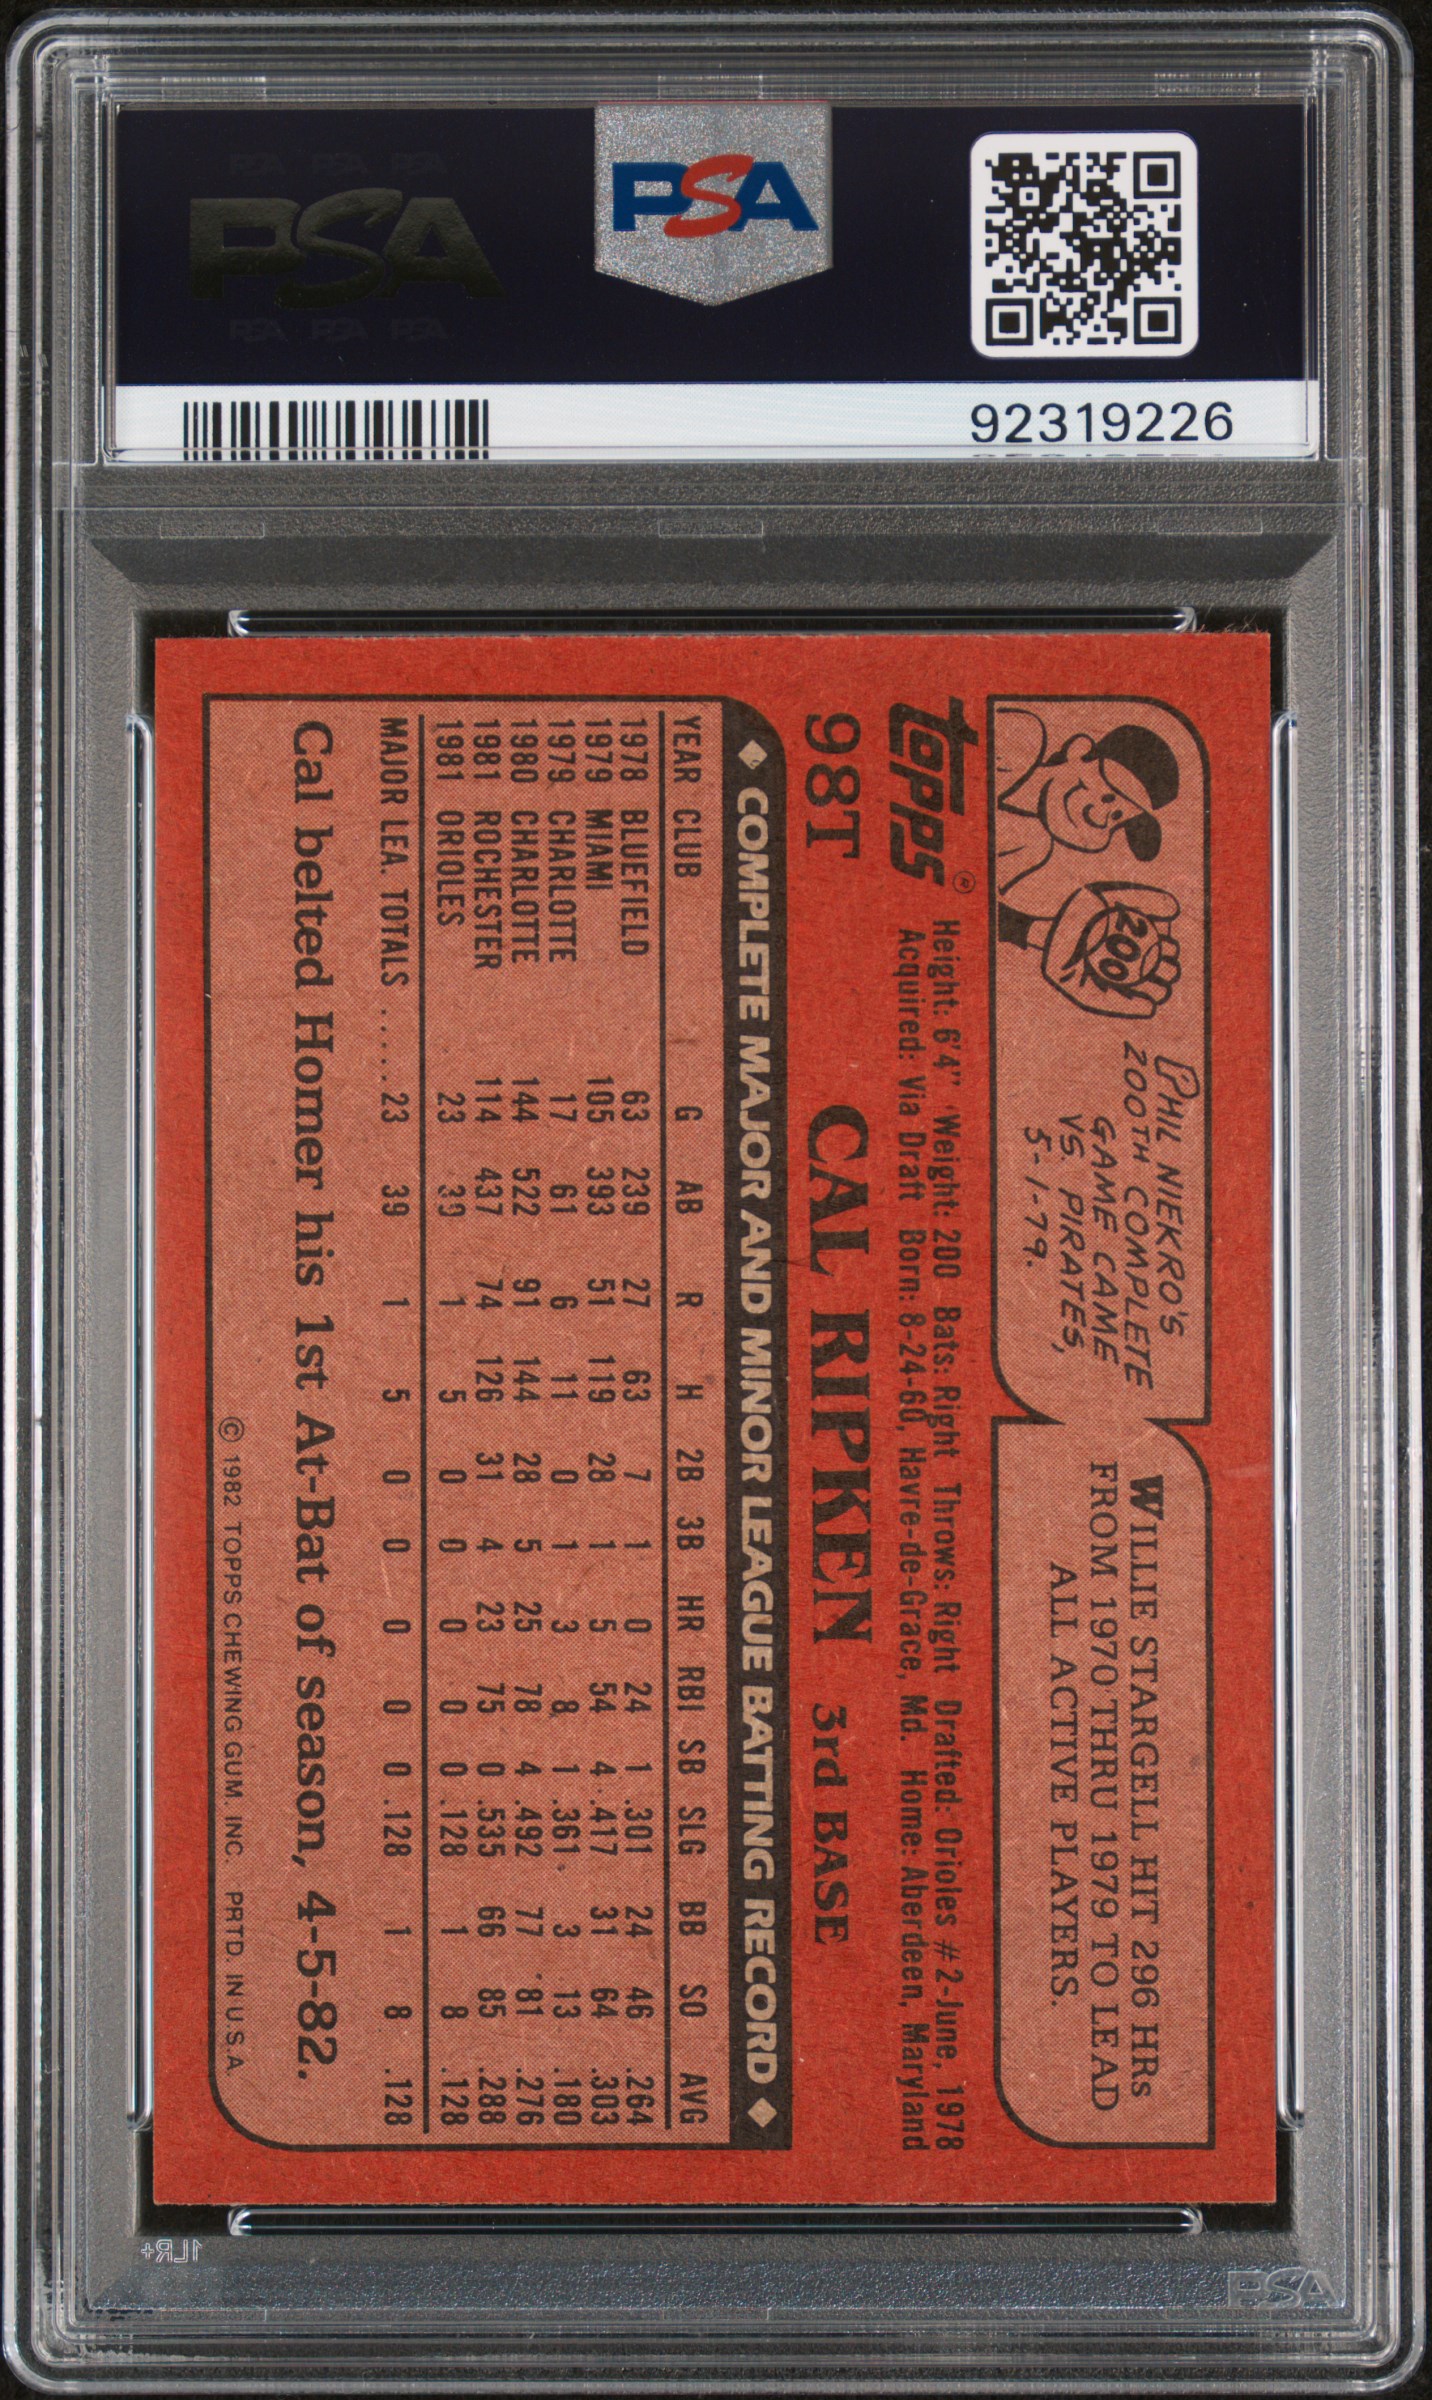 PSA
PSA
92319226
PHIL NIEKRO'S
200TH COMPLETE
GAME CAME
VS. PIRATES,
5-1-79.
200
WILLIE STARGELL HIT 296 HRS
FROM 1970 THRU 1979 TO LEAD
ALL ACTIVE PLAYERS.
topps®
Height: 6'4" Weight: 200 Bats: Right Throws: Right Drafted: Orioles #2-June, 1978
Acquired: Via Draft Born: 8-24-60, Havre-de-Grace, Md. Home: Aberdeen, Maryland
98T CAL RIPKEN 3rd BASE
◆ COMPLETE MAJOR AND MINOR LEAGUE BATTING RECORD ◆
YEAR CLUB G AB R H 2B 3B HR RBI SB SLG BB SO AVG
1978 BLUEFIELD 63 239 27 63 7 1 0 24 1 .301 24 46 .264
1979 MIAMI 105 393 51 119 28 1 5 54 4 .417 31 64 .303
1979 CHARLOTTE 17 61 6 11 0 1 3 8 1 .361 3 13 .180
1980 CHARLOTTE 144 522 91 144 28 5 25 78 4 .492 77 81 .276
1981 ROCHESTER 114 437 74 126 31 4 23 75 0 .535 66 85 .288
1981 ORIOLES 23 39 1 5 0 0 0 0 0 .128 1 8 .128
MAJOR LEA. TOTALS ..... 23 39 1 5 0 0 0 0 0 .128 1 8 .128
Cal belted Homer his 1st At-Bat of season, 4-5-82.
© 1982 TOPPS CHEWING GUM, INC. PRTD. IN U.S.A.
1LR+
PSA